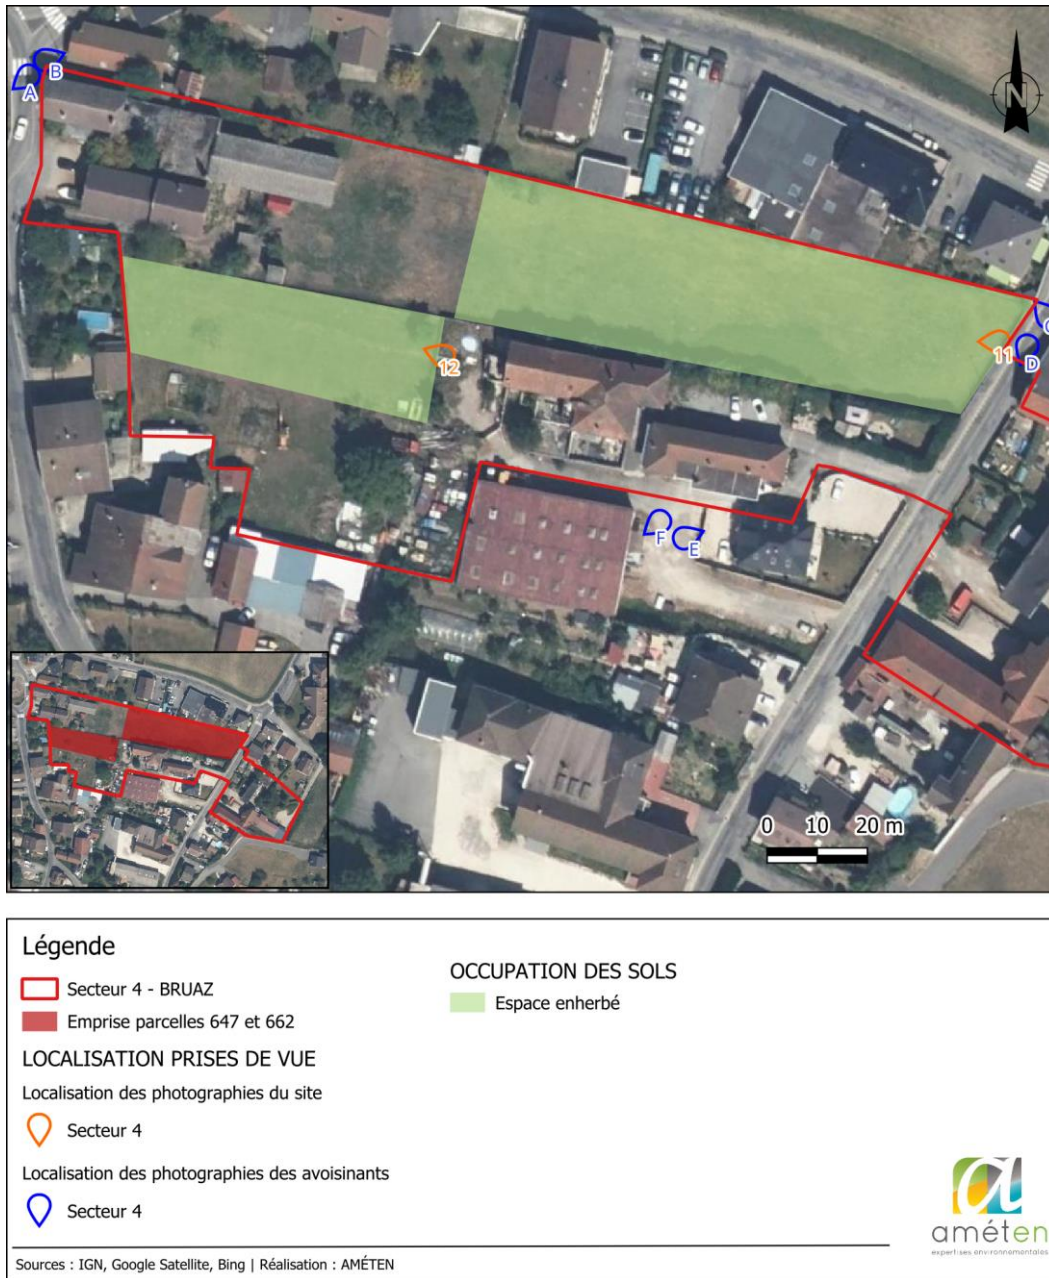 B
A
N
C
11
D
12
F
E
0 10 20 m
Légende
Secteur 4 - BRUAZ
Emprise parcelles 647 et 662
LOCALISATION PRISES DE VUE
Localisation des photographies du site
Secteur 4
Localisation des photographies des avoisinants
Secteur 4
OCCUPATION DES SOLS
Espace enherbé
a
améten
expertises environnementales
Sources : IGN, Google Satellite, Bing | Réalisation : AMÉTEN